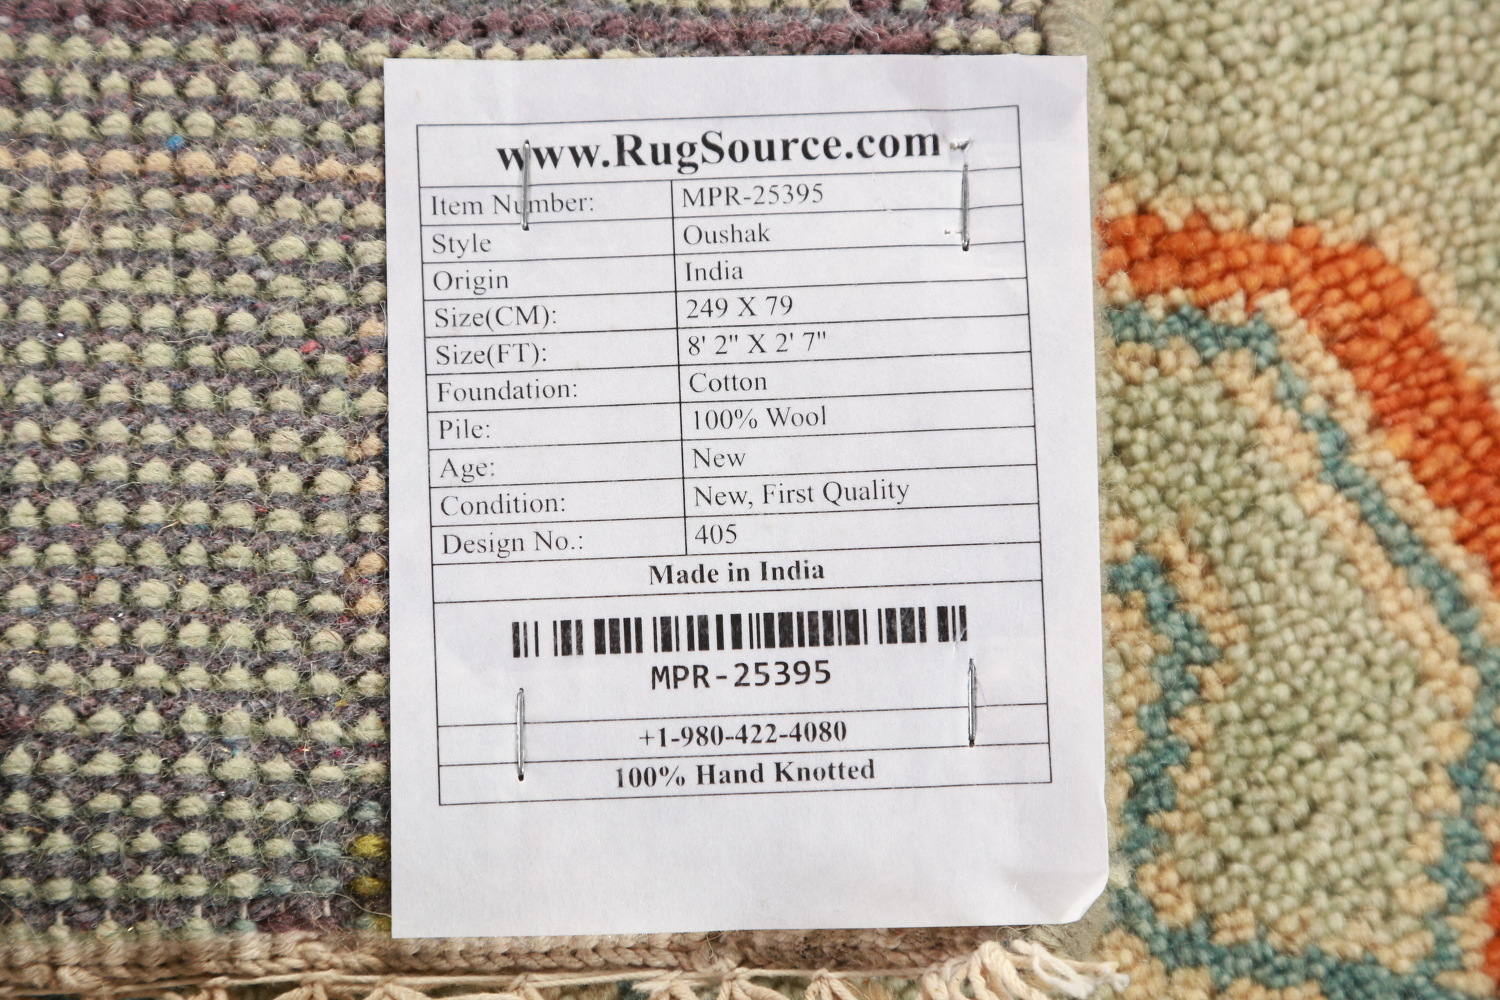 www.RugSource.com
Item Number: MPR-25395
Style Oushak
Origin India
Size(CM): 249 X 79
Size(FT): 8' 2" X 2' 7"
Foundation: Cotton
Pile: 100% Wool
Age: New
Condition: New, First Quality
Design No.: 405
Made in India
MPR-25395
+1-980-422-4080
100% Hand Knotted